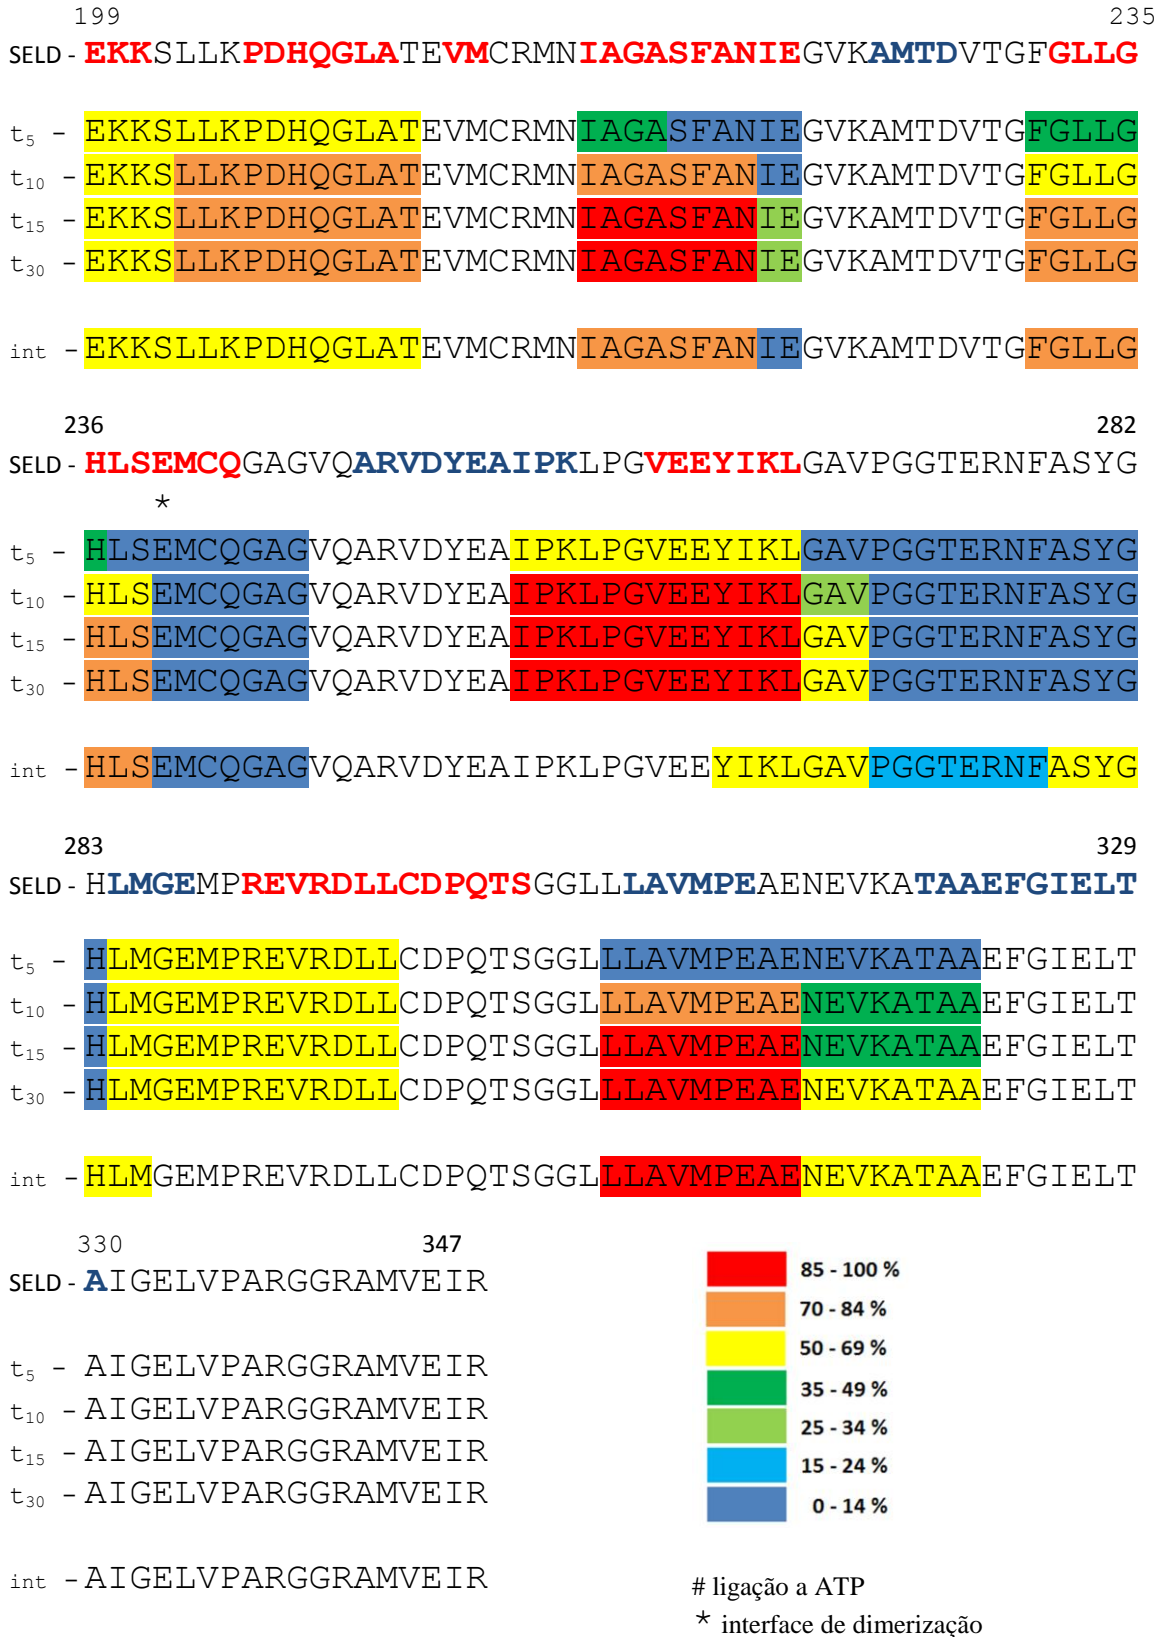 199 235
SELD - EKKSLLKPDHQGLATEVMCRMNIAGASFANIEGVKAMTDVTGFGLLG
t5 - EKKSLLKPDHQGLATEVMCRMNIAGASFANIEGVKAMTDVTGFGLLG
t10 - EKKSLLKPDHQGLATEVMCRMNIAGASFANIEGVKAMTDVTGFGLLG
t15 - EKKSLLKPDHQGLATEVMCRMNIAGASFANIEGVKAMTDVTGFGLLG
t30 - EKKSLLKPDHQGLATEVMCRMNIAGASFANIEGVKAMTDVTGFGLLG
int - EKKSLLKPDHQGLATEVMCRMNIAGASFANIEGVKAMTDVTGFGLLG
236 282
SELD - HLSEMCQGAGVQARVDYEAIPKLPGVEEYIKLGAVPGGTERNFASYG
*
t5 - HLSEMCQGAGVQARVDYEAIPKLPGVEEYIKLGAVPGGTERNFASYG
t10 - HLSEMCQGAGVQARVDYEAIPKLPGVEEYIKLGAVPGGTERNFASYG
t15 - HLSEMCQGAGVQARVDYEAIPKLPGVEEYIKLGAVPGGTERNFASYG
t30 - HLSEMCQGAGVQARVDYEAIPKLPGVEEYIKLGAVPGGTERNFASYG
int - HLSEMCQGAGVQARVDYEAIPKLPGVEEYIKLGAVPGGTERNFASYG
283 329
SELD - HLMGEMPREVRDLLCDPQTSGGLLLAVMPEAENEVKATAAEFGIELT
t5 - HLMGEMPREVRDLLCDPQTSGGLLLAVMPEAENEVKATAAEFGIELT
t10 - HLMGEMPREVRDLLCDPQTSGGLLLAVMPEAENEVKATAAEFGIELT
t15 - HLMGEMPREVRDLLCDPQTSGGLLLAVMPEAENEVKATAAEFGIELT
t30 - HLMGEMPREVRDLLCDPQTSGGLLLAVMPEAENEVKATAAEFGIELT
int - HLMGEMPREVRDLLCDPQTSGGLLLAVMPEAENEVKATAAEFGIELT
330 347
SELD - AIGELVPARGGRAMVEIR
t5 - AIGELVPARGGRAMVEIR
t10 - AIGELVPARGGRAMVEIR
t15 - AIGELVPARGGRAMVEIR
t30 - AIGELVPARGGRAMVEIR
int - AIGELVPARGGRAMVEIR
85 - 100 %
70 - 84 %
50 - 69 %
35 - 49 %
25 - 34 %
15 - 24 %
0 - 14 %
# ligação a ATP
* interface de dimerização